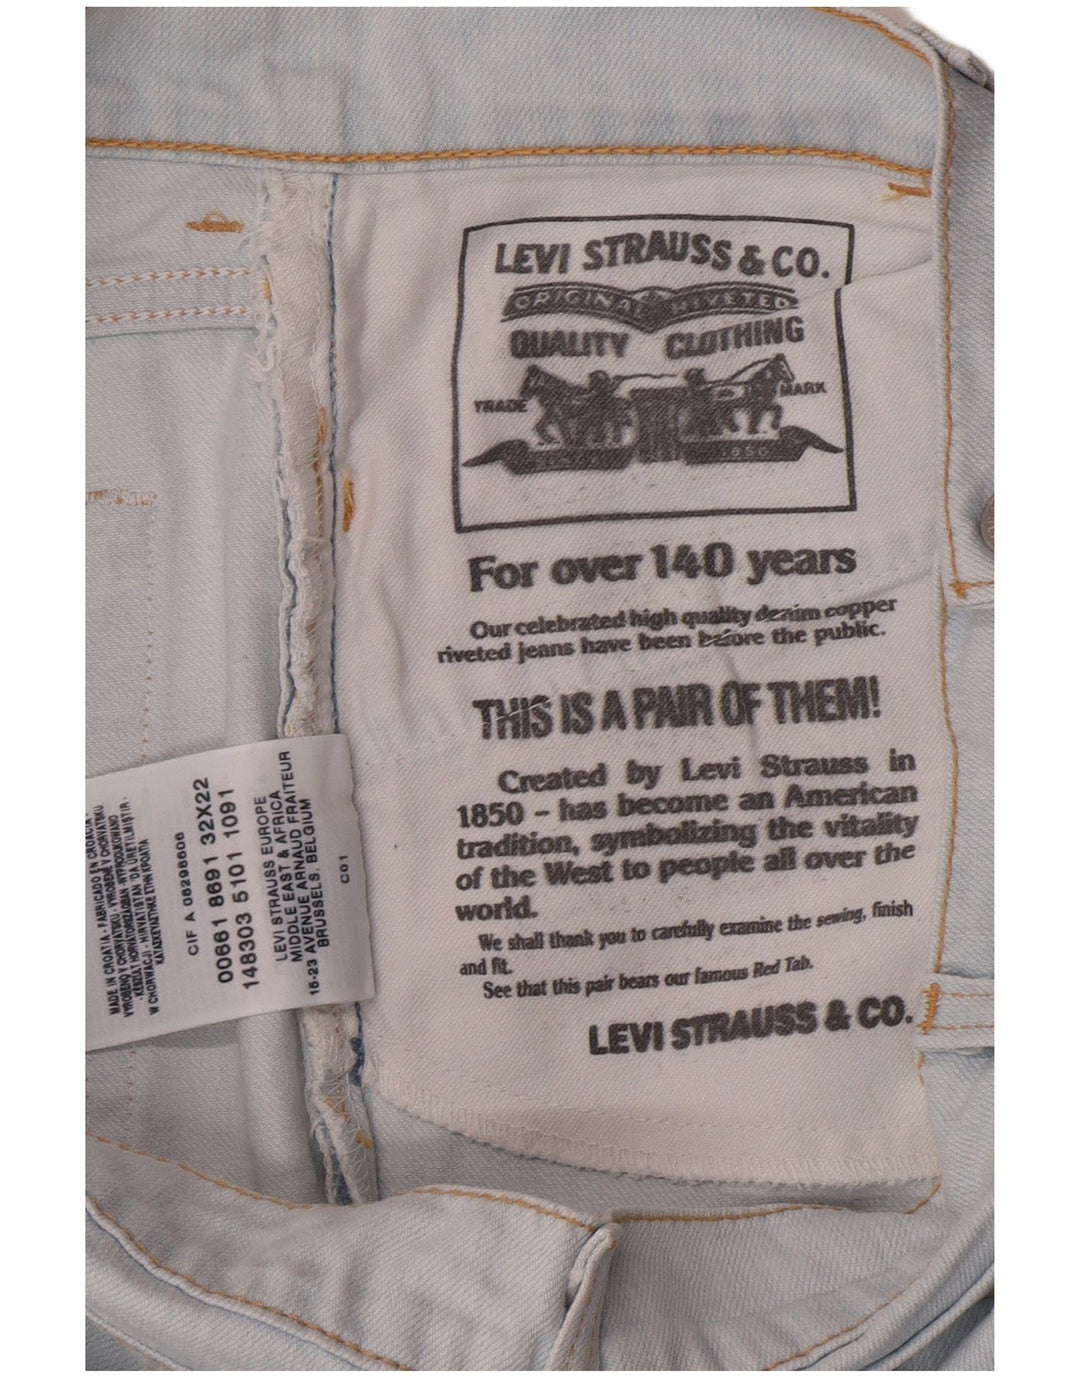 LEVI STRAUSS & CO.
ORIGINAL RIVETED
QUALITY CLOTHING
TRADE MARK
1850
For over 140 years
Our celebrated high quality denim copper
riveted jeans have been before the public.
THIS IS A PAIR OF THEM!
Created by Levi Strauss in
1850 – has become an American
tradition, symbolizing the vitality
of the West to people all over the
world.
We shall thank you to carefully examine the sewing, finish
and fit.
See that this pair bears our famous Red Tab.
LEVI STRAUSS & CO.
MADE IN CROATIA - FABRICADO EN CROACIA -
CIF A 08298606
00661 8691 32X22
148303 5101 1091
LEVI STRAUSS EUROPE
MIDDLE EAST & AFRICA
15-23 AVENUE ARNAUD FRAITEUR
BRUSSELS. BELGIUM
C01